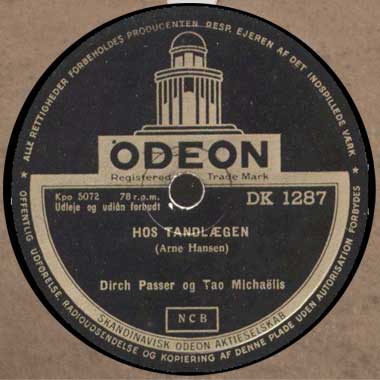 ALLE RETTIGHEDER FORBEHOLDES PRODUCENTEN RESP. EJEREN AF DET INDSPILLEDE VÆRK
ODEON
Registered Trade Mark
Kpo 5072 78 r.p.m.
Udleje og udlån forbudt
DK 1287
HOS TANDLÆGEN
(Arne Hansen)
Dirch Passer og Tao Michaëlis
NCB
SKANDINAVISK ODEON AKTIESELSKAB
OFFENTLIG UDFØRELSE, RADIOUDSENDELSE OG KOPIERING AF DENNE PLADE UDEN AUTORISATION FORBYDES